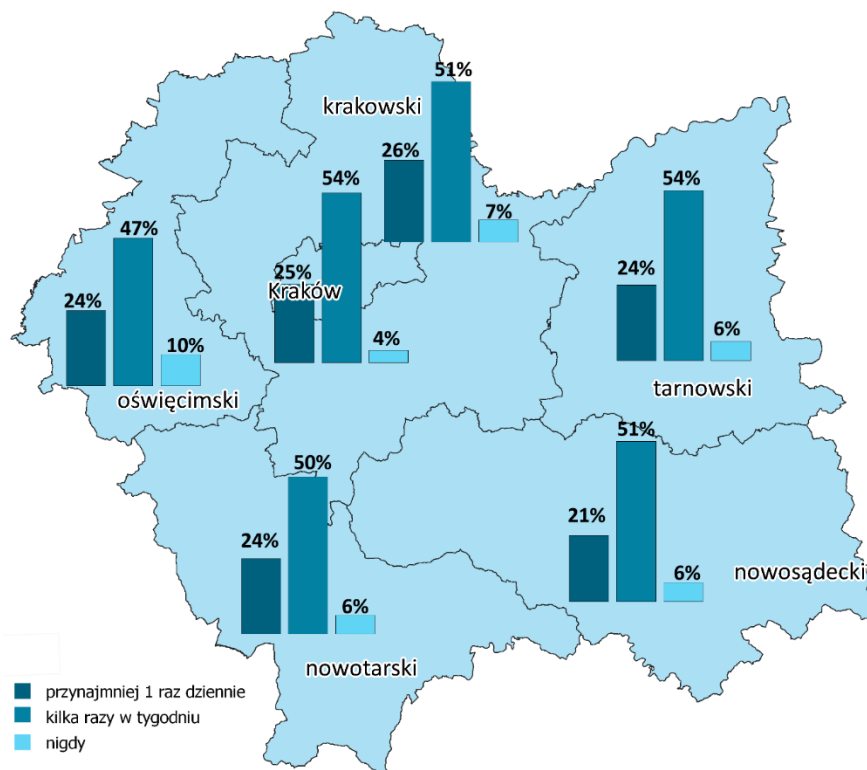 51%
krakowski
26%
7%
54%
25%
Kraków
4%
47%
24%
10%
oświęcimski
54%
24%
6%
tarnowski
50%
24%
6%
nowotarski
51%
21%
6%
nowosądecki
przynajmniej 1 raz dziennie
kilka razy w tygodniu
nigdy